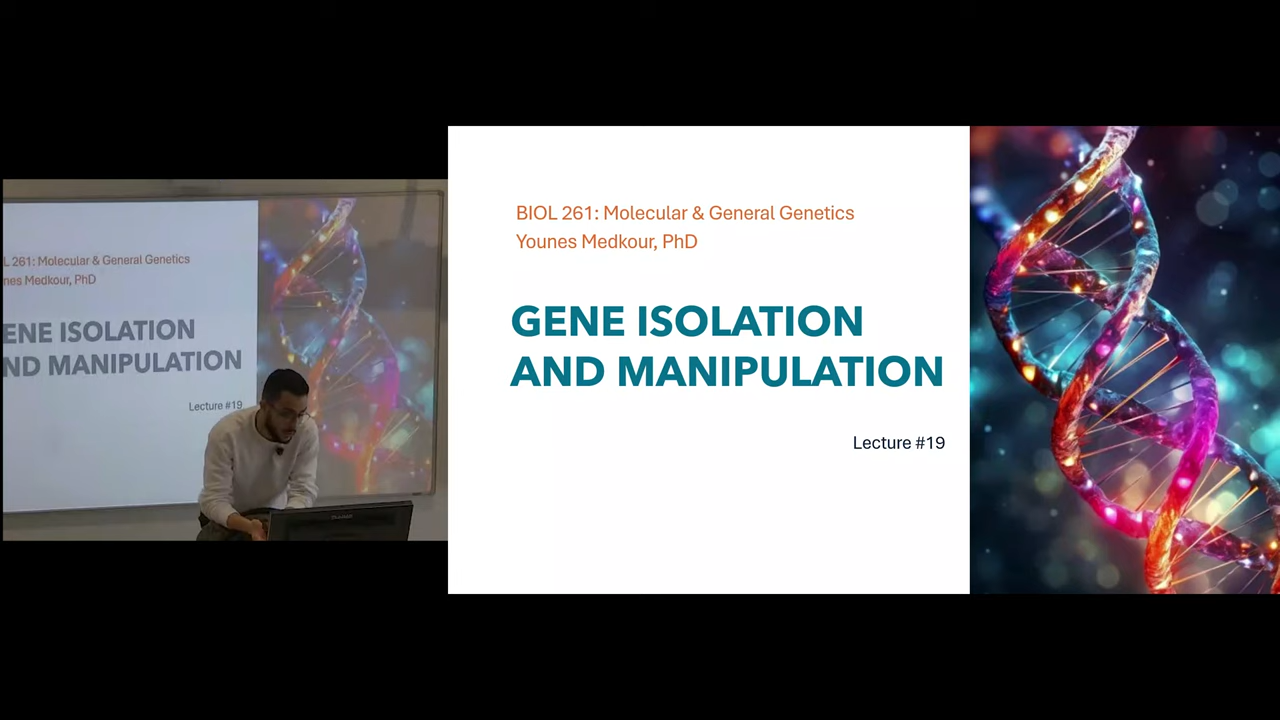 BIOL 261: Molecular & General Genetics
Younes Medkour, PhD
GENE ISOLATION
AND MANIPULATION
Lecture #19
L 261: Molecular & General Genetics
nes Medkour, PhD
ENE ISOLATION
ND MANIPULATION
Lecture #19